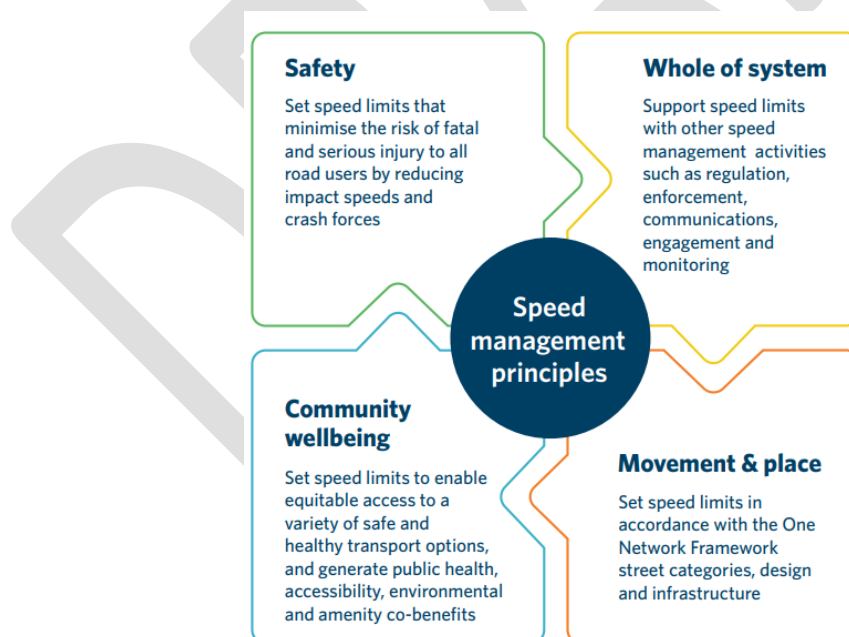 Safety
Set speed limits that
minimise the risk of fatal
and serious injury to all
road users by reducing
impact speeds and
crash forces
Whole of system
Support speed limits
with other speed
management activities
such as regulation,
enforcement,
communications,
engagement and
monitoring
Speed
management
principles
Community
wellbeing
Set speed limits to enable
equitable access to a
variety of safe and
healthy transport options,
and generate public health,
accessibility, environmental
and amenity co-benefits
Movement & place
Set speed limits in
accordance with the One
Network Framework
street categories, design
and infrastructure